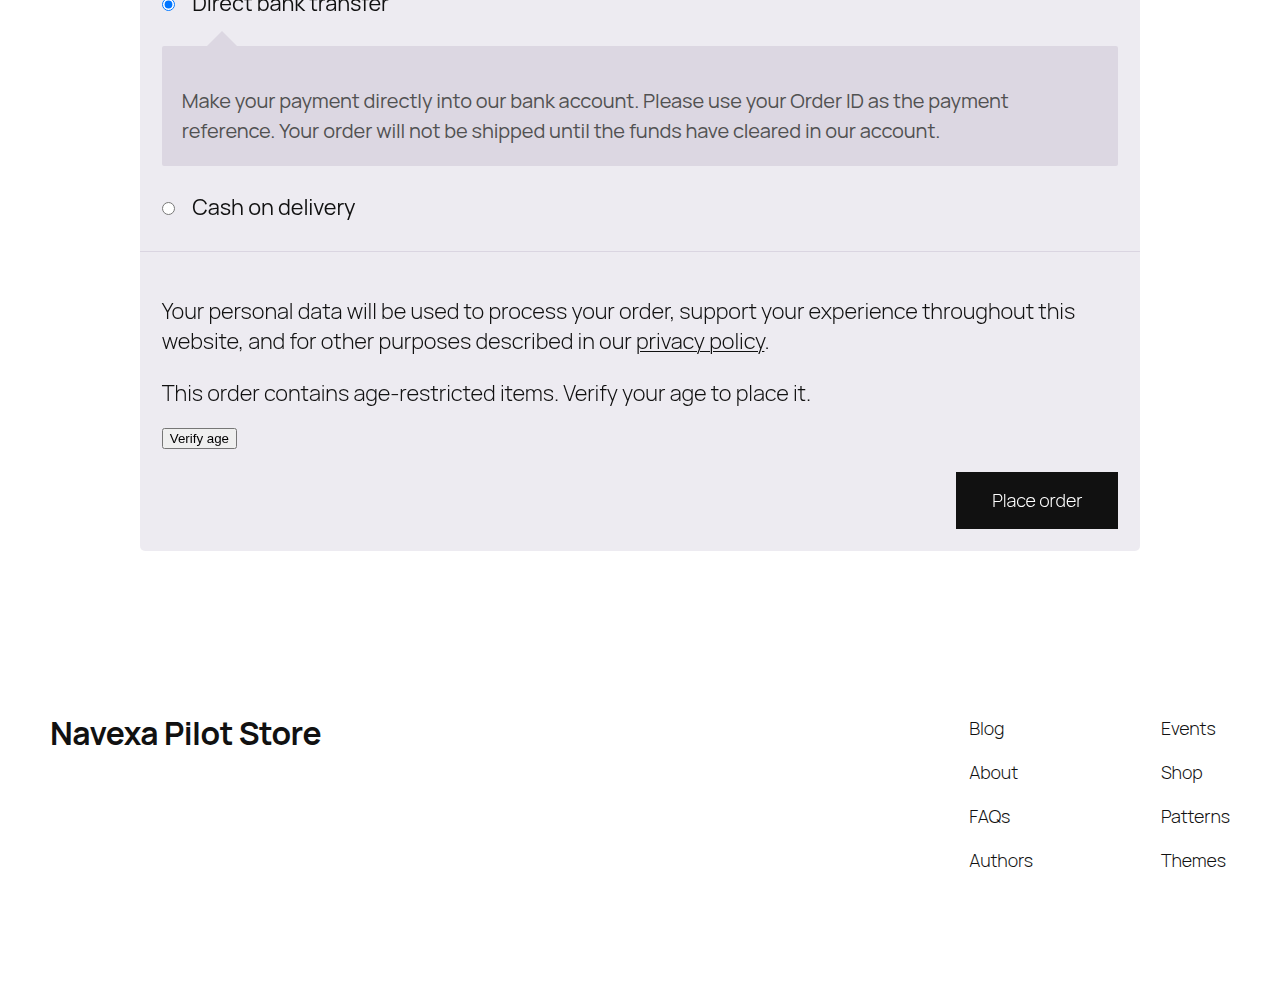 Direct bank transfer
Make your payment directly into our bank account. Please use your Order ID as the payment
reference. Your order will not be shipped until the funds have cleared in our account.
Cash on delivery
Your personal data will be used to process your order, support your experience throughout this
website, and for other purposes described in our privacy policy.
This order contains age-restricted items. Verify your age to place it.
Verify age
Place order
Navexa Pilot Store
Blog
About
FAQs
Authors
Events
Shop
Patterns
Themes